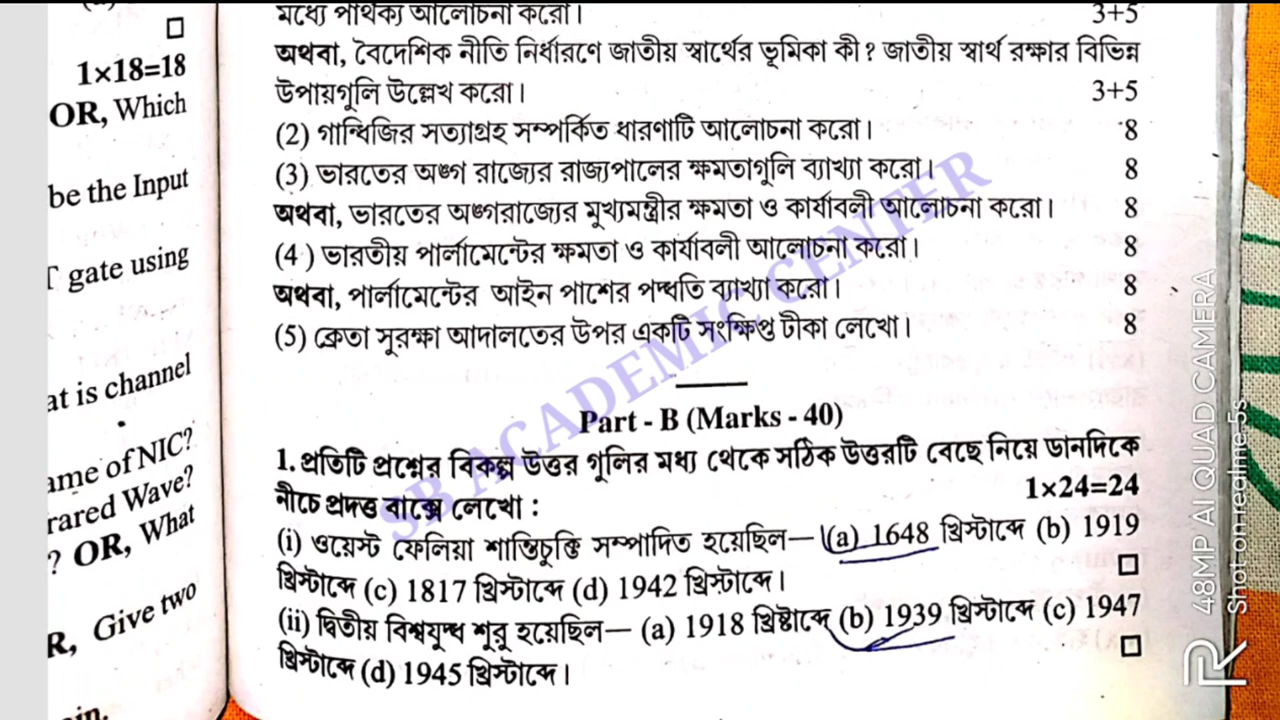 1×18=18
OR, Which
be the Input
gate using
at is channel
ame of NIC?
rared Wave?
? OR, What
R, Give two
মধ্যে পার্থক্য আলোচনা করো। 3+5
অথবা, বৈদেশিক নীতি নির্ধারণে জাতীয় স্বার্থের ভূমিকা কী? জাতীয় স্বার্থ রক্ষার বিভিন্ন
উপায়গুলি উল্লেখ করো। 3+5
(2) গান্ধিজির সত্যাগ্রহ সম্পর্কিত ধারণাটি আলোচনা করো। 8
(3) ভারতের অঙ্গ রাজ্যের রাজ্যপালের ক্ষমতাগুলি ব্যাখ্যা করো। 8
অথবা, ভারতের অঙ্গরাজ্যের মুখ্যমন্ত্রীর ক্ষমতা ও কার্যাবলী আলোচনা করো। 8
(4) ভারতীয় পার্লামেন্টের ক্ষমতা ও কার্যাবলী আলোচনা করো। 8
অথবা, পার্লামেন্টের আইন পাশের পদ্ধতি ব্যাখ্যা করো। 8
(5) ক্রেতা সুরক্ষা আদালতের উপর একটি সংক্ষিপ্ত টীকা লেখো। 8
SB ACADEMIC CENTER
Part - B (Marks - 40)
1. প্রতিটি প্রশ্নের বিকল্প উত্তর গুলির মধ্য থেকে সঠিক উত্তরটি বেছে নিয়ে ডানদিকে
নীচে প্রদত্ত বাক্সে লেখো : 1×24=24
(i) ওয়েস্ট ফেলিয়া শান্তিচুক্তি সম্পাদিত হয়েছিল— (a) 1648 খ্রিস্টাব্দে (b) 1919
খ্রিস্টাব্দে (c) 1817 খ্রিস্টাব্দে (d) 1942 খ্রিস্টাব্দে।
(ii) দ্বিতীয় বিশ্বযুদ্ধ শুরু হয়েছিল— (a) 1918 খ্রিষ্টাব্দে (b) 1939 খ্রিস্টাব্দে (c) 1947
খ্রিস্টাব্দে (d) 1945 খ্রিস্টাব্দে।
48MP AI QUAD CAMERA
Shot on realme 5s